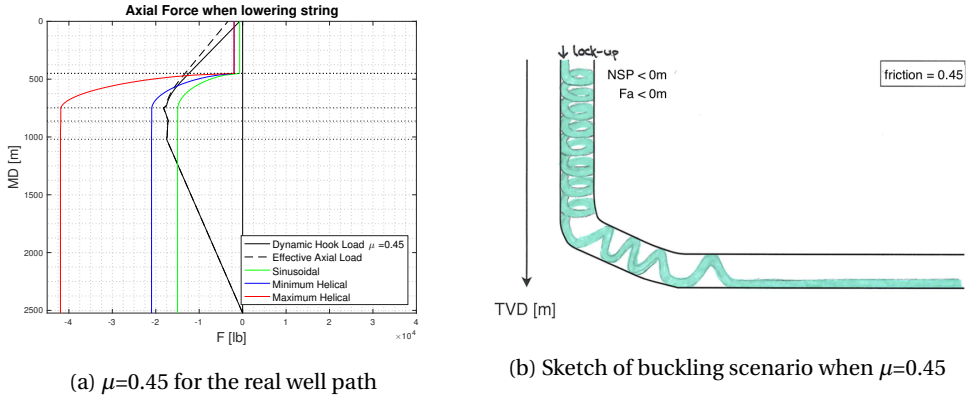 Axial Force when lowering string
0
500
1000
1500
2000
2500
MD [m]
Dynamic Hook Load μ =0.45
Effective Axial Load
Sinusoidal
Minimum Helical
Maximum Helical
-4 -3 -2 -1 0 1 2 3 4
F [lb]
×10⁴
(a) μ=0.45 for the real well path
lock-up
NSP < 0m
Fa < 0m
friction = 0.45
TVD [m]
(b) Sketch of buckling scenario when μ=0.45